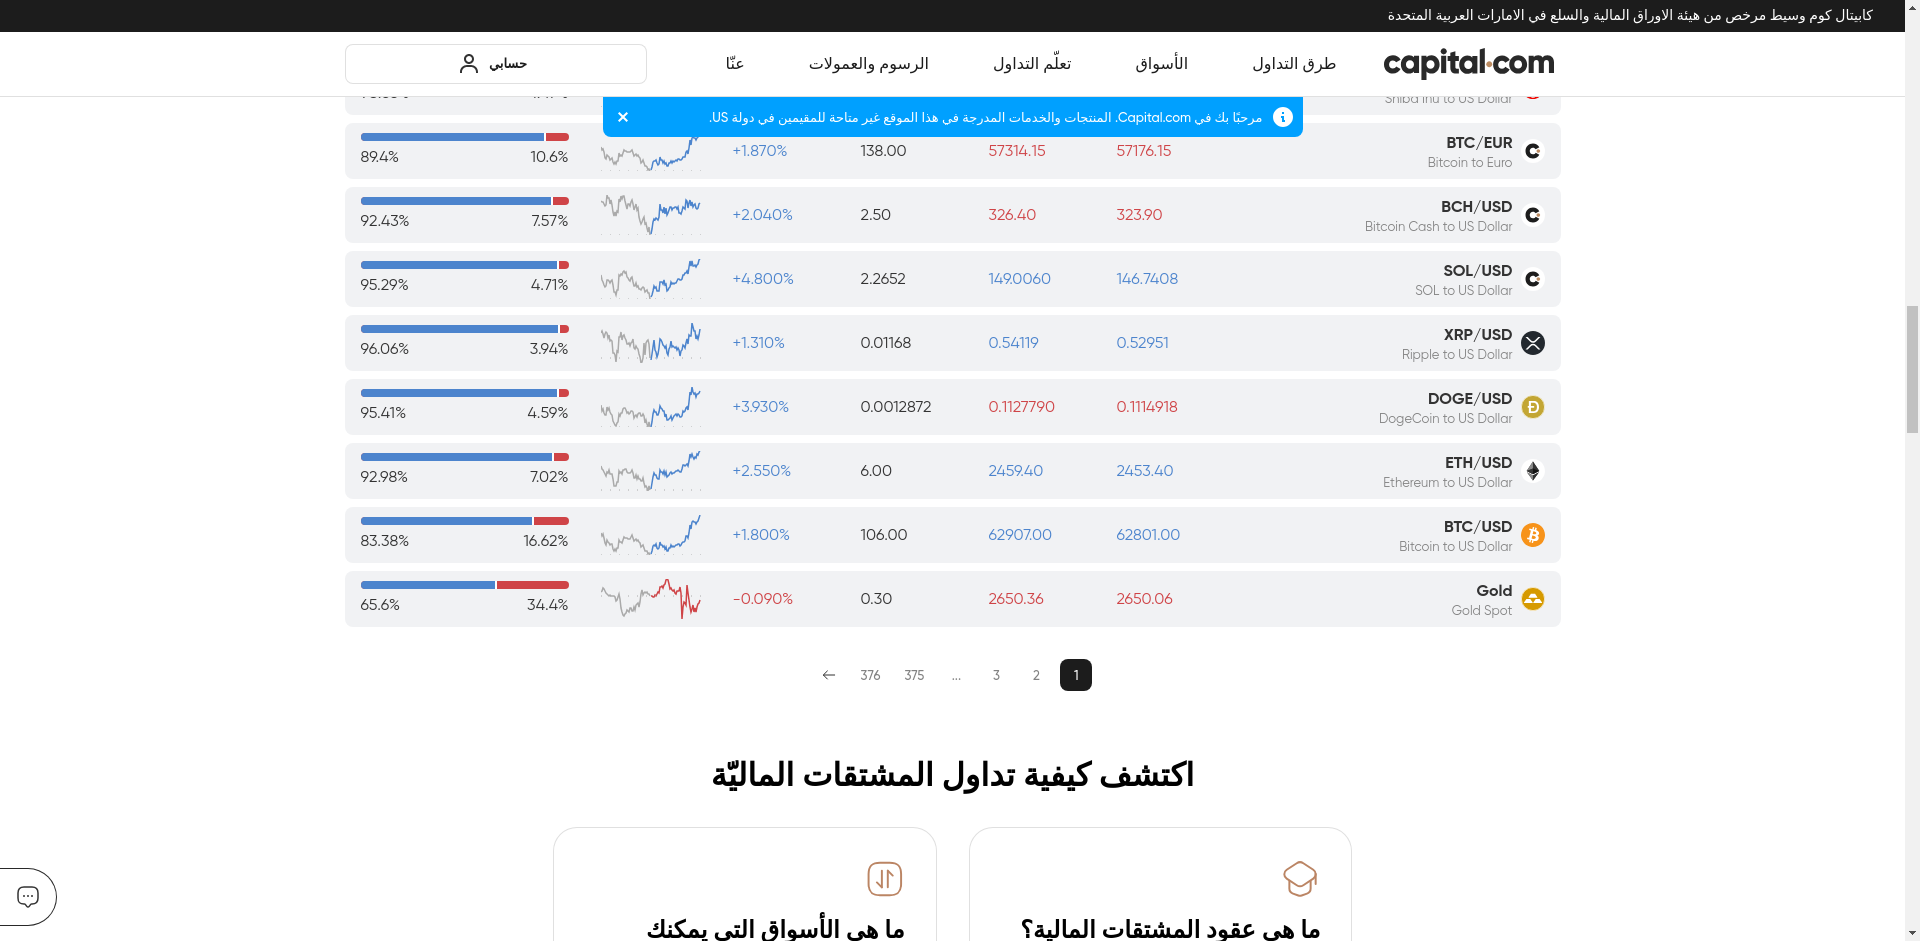 كابيتال كوم وسيط مرخص من هيئة الاوراق المالية والسلع في الامارات العربية المتحدة
capital.com
طرق التداول
الأسواق
تعلّم التداول
الرسوم والعمولات
عنّا
حسابي
مرحبًا بك في Capital.com. المنتجات والخدمات المدرجة في هذا الموقع غير متاحة للمقيمين في دولة US.
Shiba Inu to US Dollar
BTC/EUR
Bitcoin to Euro
57176.15 57314.15 138.00 +1.870% 10.6% 89.4%
BCH/USD
Bitcoin Cash to US Dollar
323.90 326.40 2.50 +2.040% 7.57% 92.43%
SOL/USD
SOL to US Dollar
146.7408 149.0060 2.2652 +4.800% 4.71% 95.29%
XRP/USD
Ripple to US Dollar
0.52951 0.54119 0.01168 +1.310% 3.94% 96.06%
DOGE/USD
DogeCoin to US Dollar
0.1114918 0.1127790 0.0012872 +3.930% 4.59% 95.41%
ETH/USD
Ethereum to US Dollar
2453.40 2459.40 6.00 +2.550% 7.02% 92.98%
BTC/USD
Bitcoin to US Dollar
62801.00 62907.00 106.00 +1.800% 16.62% 83.38%
Gold
Gold Spot
2650.06 2650.36 0.30 -0.090% 34.4% 65.6%
1 2 3 ... 375 376
اكتشف كيفية تداول المشتقات الماليّة
ما هي عقود المشتقات المالية؟
ما هي الأسواق التي يمكنك